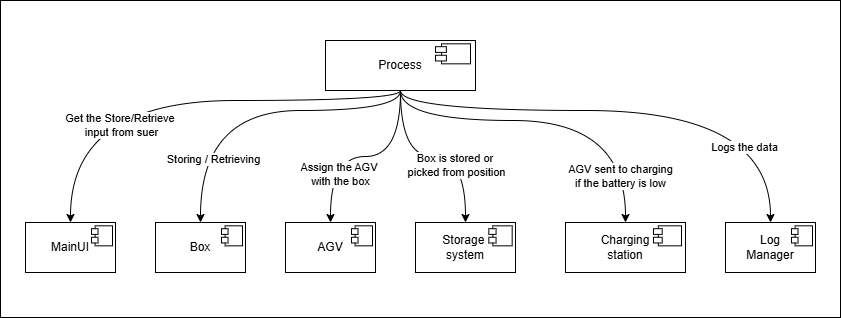 Process
Get the Store/Retrieve
input from suer
Storing / Retrieving
Assign the AGV
with the box
Box is stored or
picked from position
AGV sent to charging
if the battery is low
Logs the data
MainUI
Box
AGV
Storage
system
Charging
station
Log
Manager